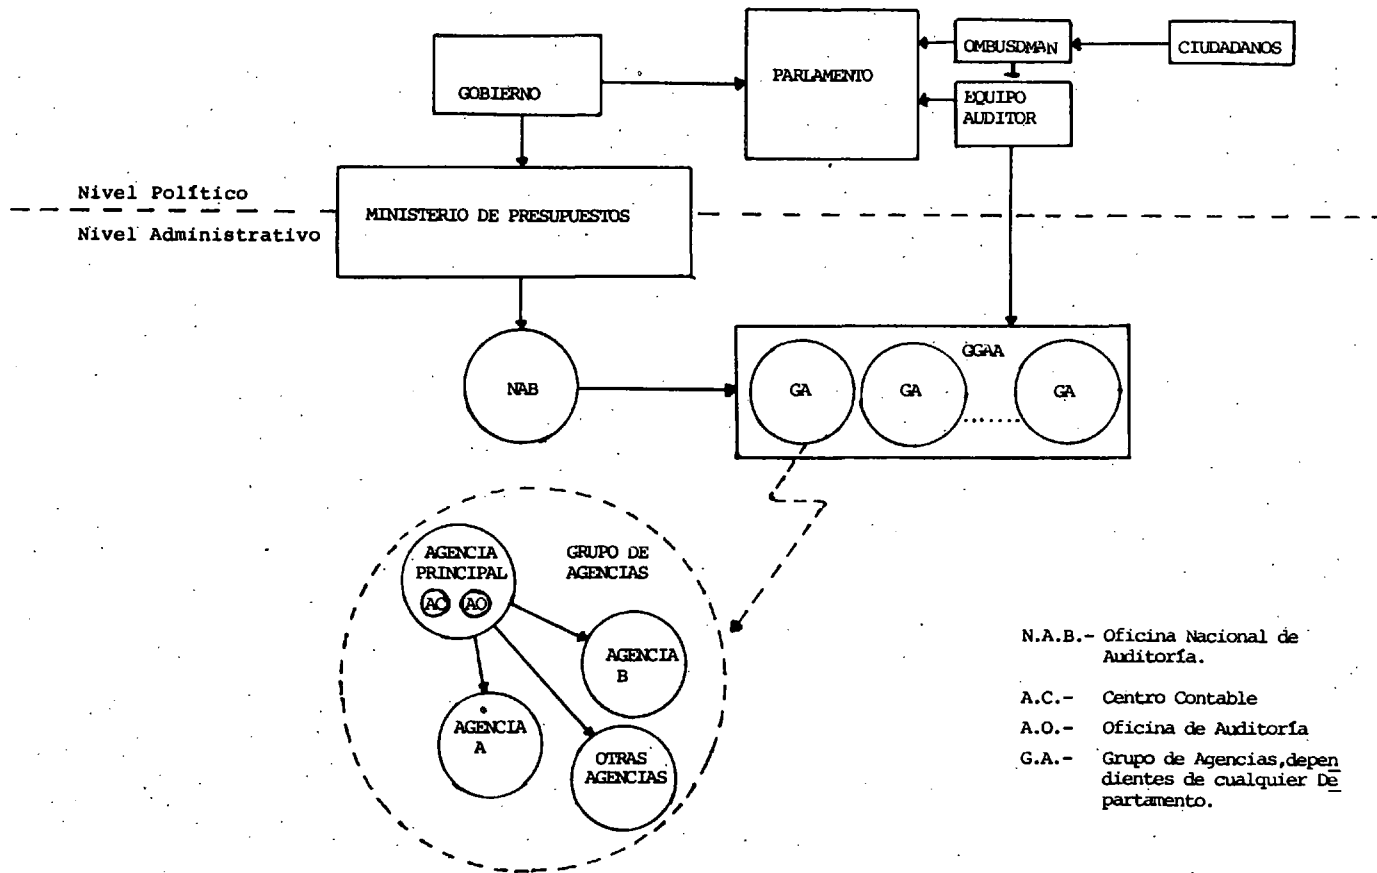 GOBIERNO
PARLAMENTO
OMBUSDMAN
CIUDADANOS
EQUIPO
AUDITOR
Nivel Político
MINISTERIO DE PRESUPUESTOS
Nivel Administrativo
NAB
GGAA
GA
GA
GA
........
AGENCIA
PRINCIPAL
AC
AO
GRUPO DE
AGENCIAS
AGENCIA
B
AGENCIA
A
OTRAS
AGENCIAS
N.A.B.- Oficina Nacional de
Auditoría.
A.C.- Centro Contable
A.O.- Oficina de Auditoría
G.A.- Grupo de Agencias,depen
dientes de cualquier De
partamento.